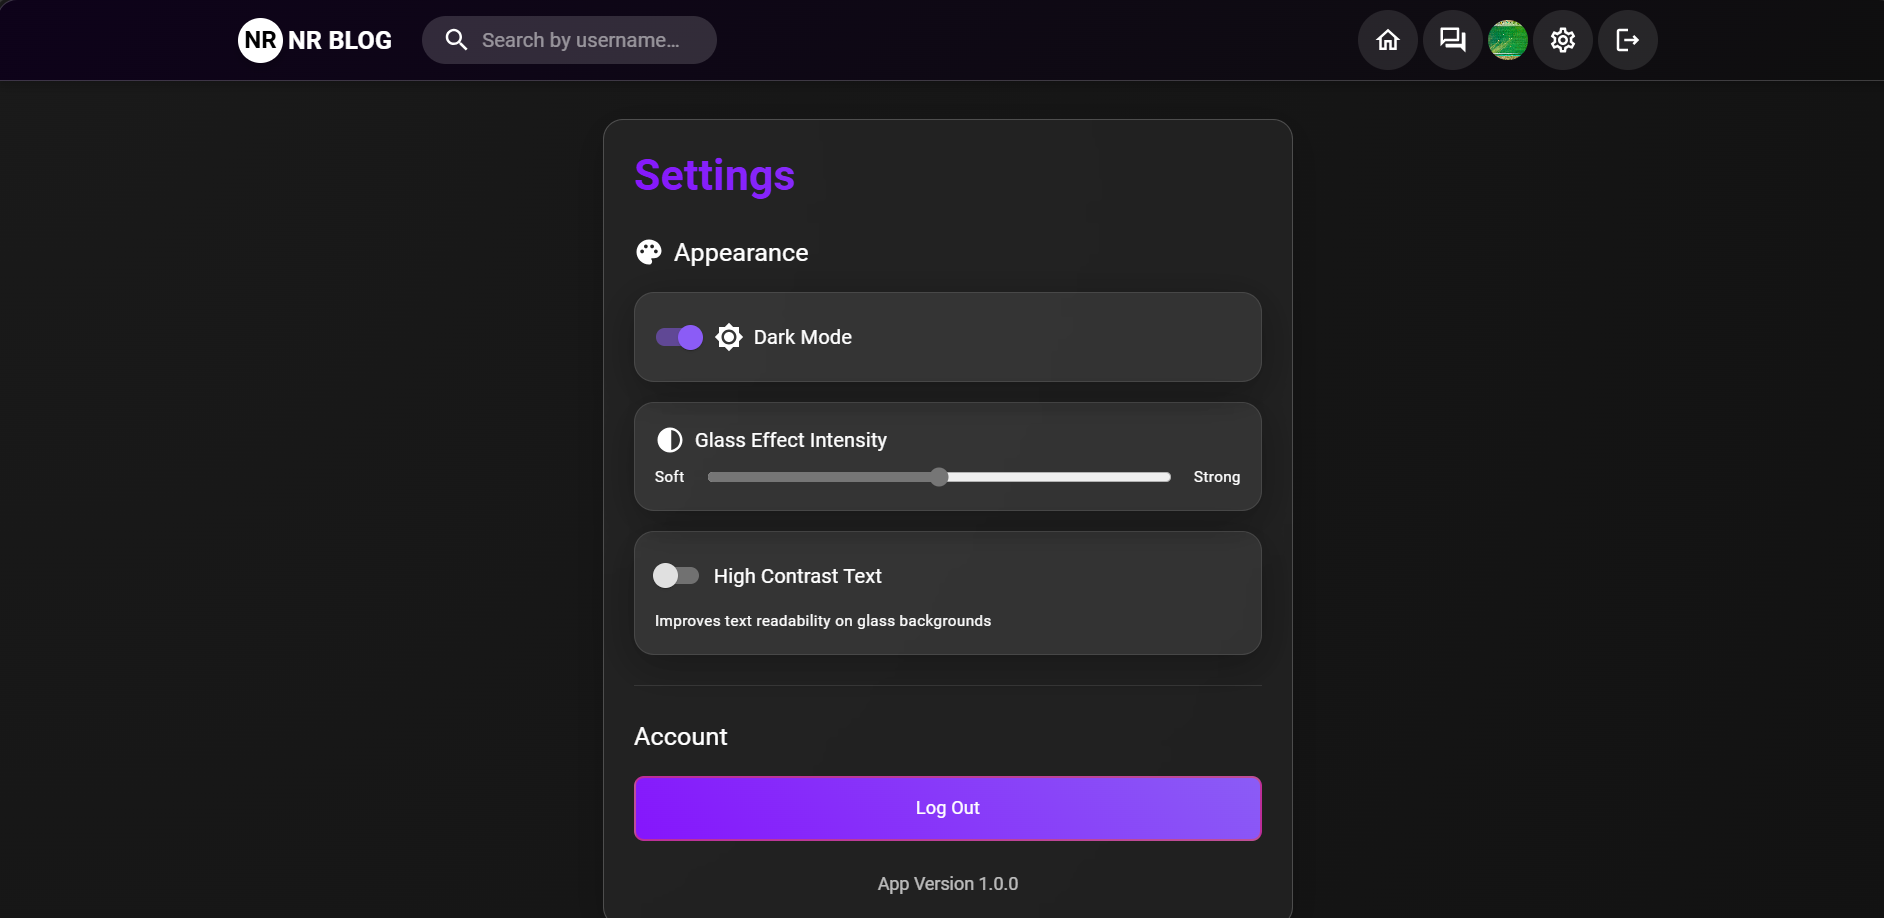 NR NR BLOG
Search by username...
Settings
Appearance
Dark Mode
Glass Effect Intensity
Soft Strong
High Contrast Text
Improves text readability on glass backgrounds
Account
Log Out
App Version 1.0.0